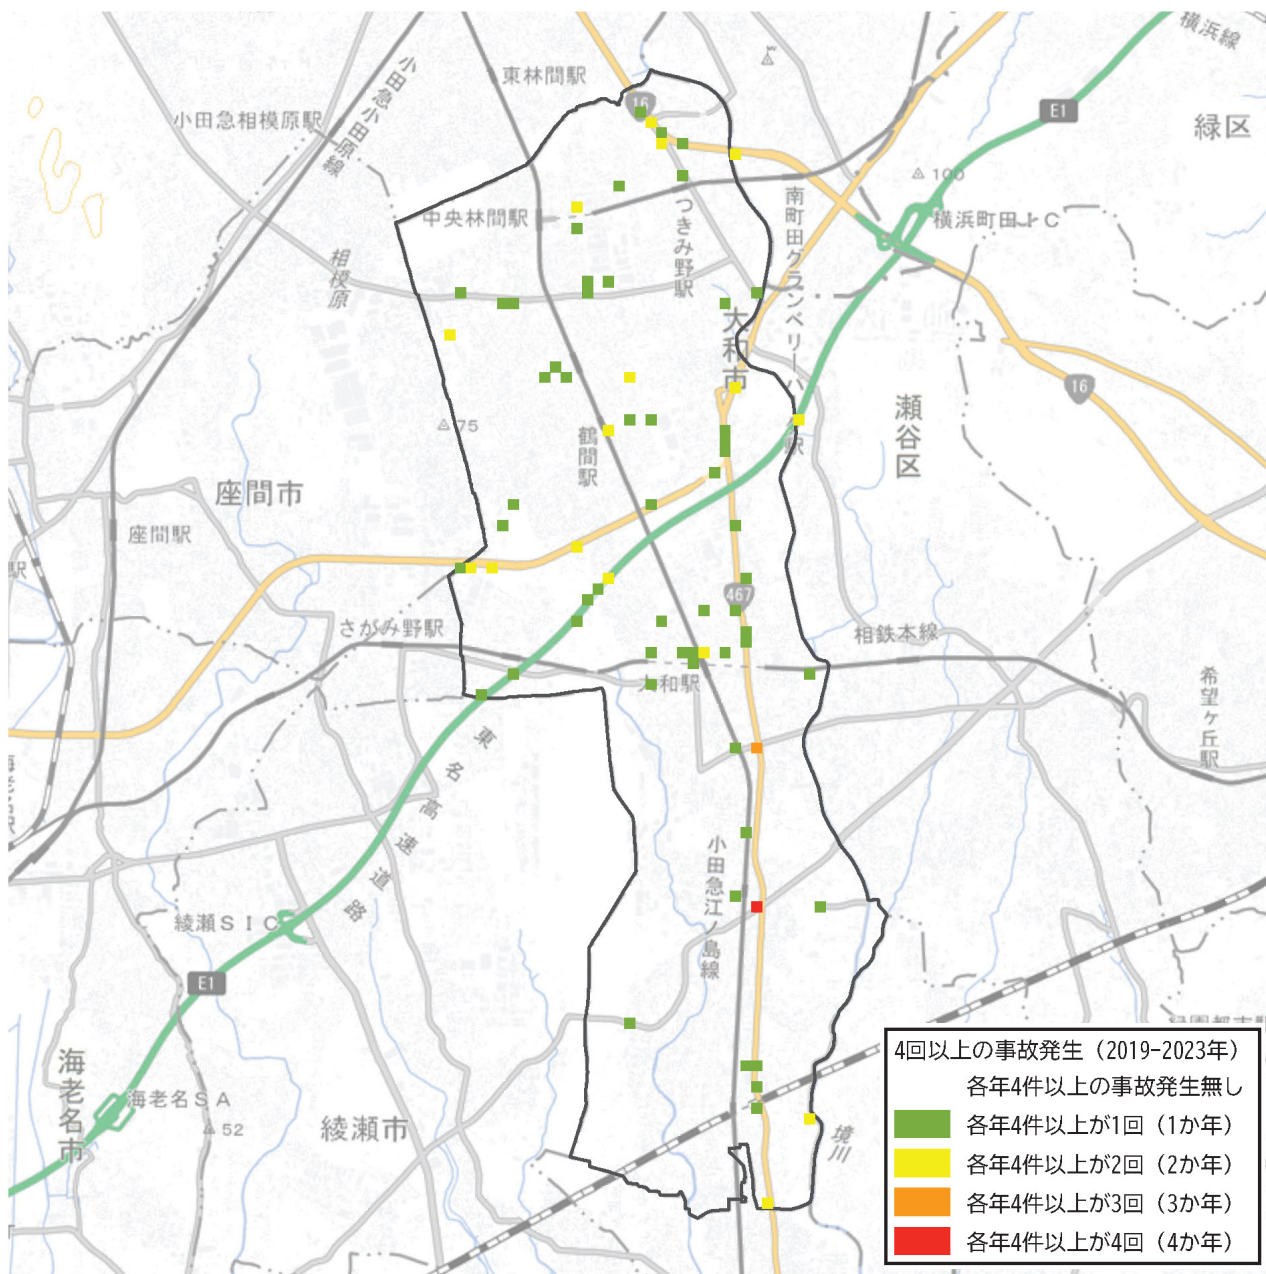 横浜線
東林間駅
小田急小田原線
小田急相模原駅
16
E1
緑区
100
つきみ野駅
南町田グランベリーパーク駅
中央林間駅
横浜町田IC
相模原
大和市
16
瀬谷区
75
鶴間駅
座間市
座間駅
駅
467
さがみ野駅
相鉄本線
大和駅
希望ヶ丘駅
東名高速道路
小田急江ノ島線
綾瀬SIC
E1
海老名市
海老名SA
52
綾瀬市
境川
4回以上の事故発生（2019-2023年）
各年4件以上の事故発生無し
各年4件以上が1回（1か年）
各年4件以上が2回（2か年）
各年4件以上が3回（3か年）
各年4件以上が4回（4か年）